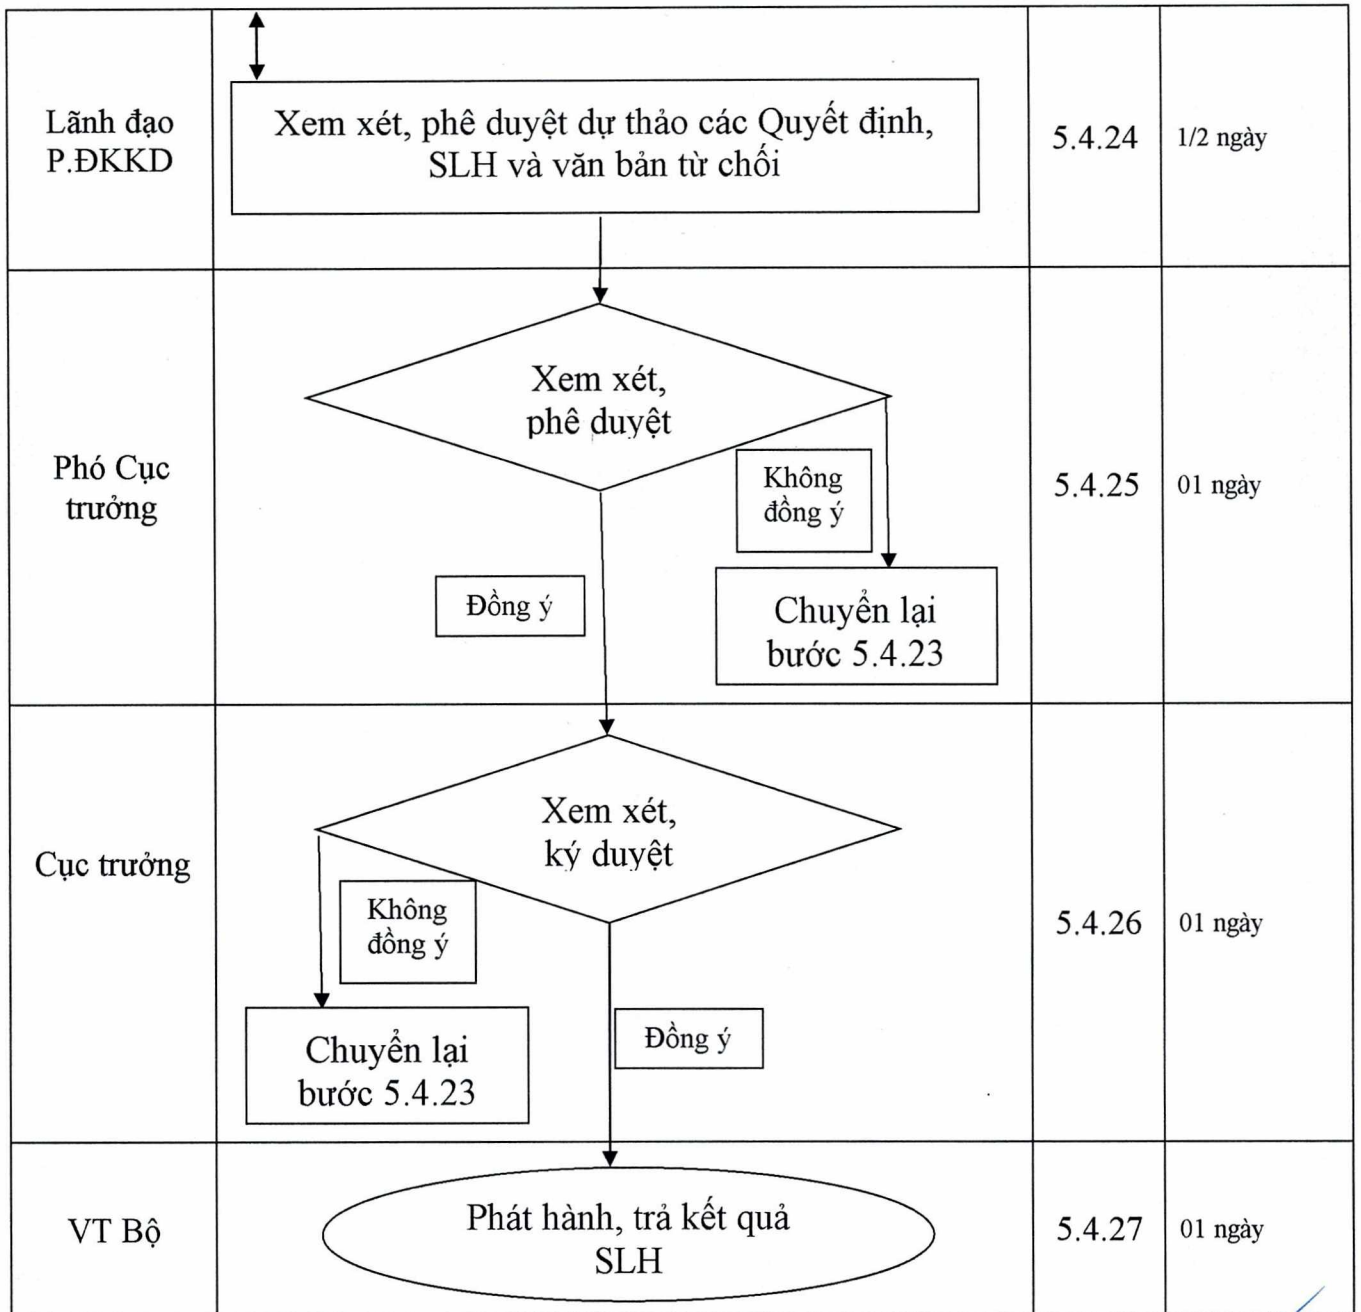 Lãnh đạo
P.ĐKKD
Xem xét, phê duyệt dự thảo các Quyết định,
SLH và văn bản từ chối
5.4.24
1/2 ngày
Phó Cục
trưởng
Xem xét,
phê duyệt
Không
đồng ý
Đồng ý
Chuyển lại
bước 5.4.23
5.4.25
01 ngày
Cục trưởng
Xem xét,
ký duyệt
Không
đồng ý
Đồng ý
Chuyển lại
bước 5.4.23
5.4.26
01 ngày
VT Bộ
Phát hành, trả kết quả
SLH
5.4.27
01 ngày